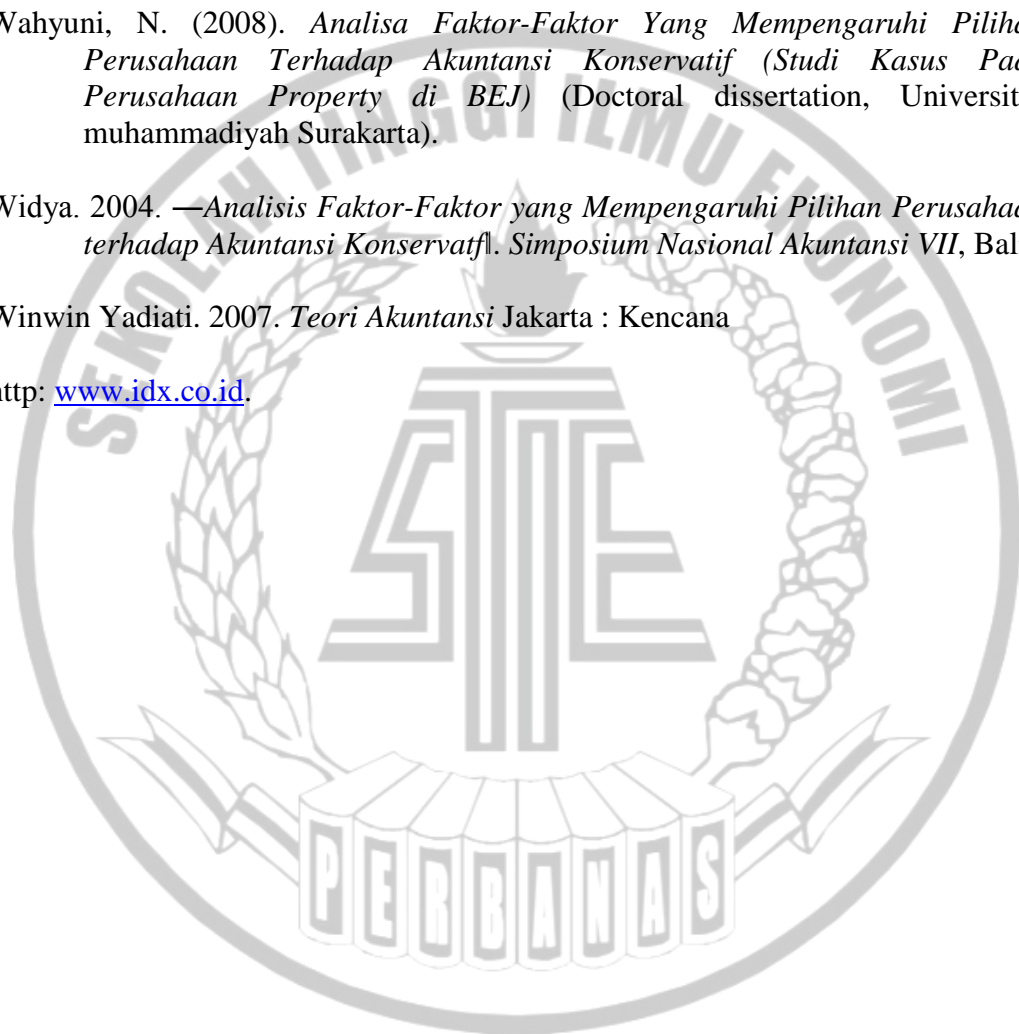 Wahyuni, N. (2008). Analisa Faktor-Faktor Yang Mempengaruhi Piliha
Perusahaan Terhadap Akuntansi Konservatif (Studi Kasus Pad
Perusahaan Property di BEJ) (Doctoral dissertation, Universit
muhammadiyah Surakarta).
Widya. 2004. ―Analisis Faktor-Faktor yang Mempengaruhi Pilihan Perusahaa
terhadap Akuntansi Konservatf‖. Simposium Nasional Akuntansi VII, Bali
Winwin Yadiati. 2007. Teori Akuntansi Jakarta : Kencana
http: www.idx.co.id.
SEKOLAH TINGGI ILMU EKONOMI
STIE
PERBANAS